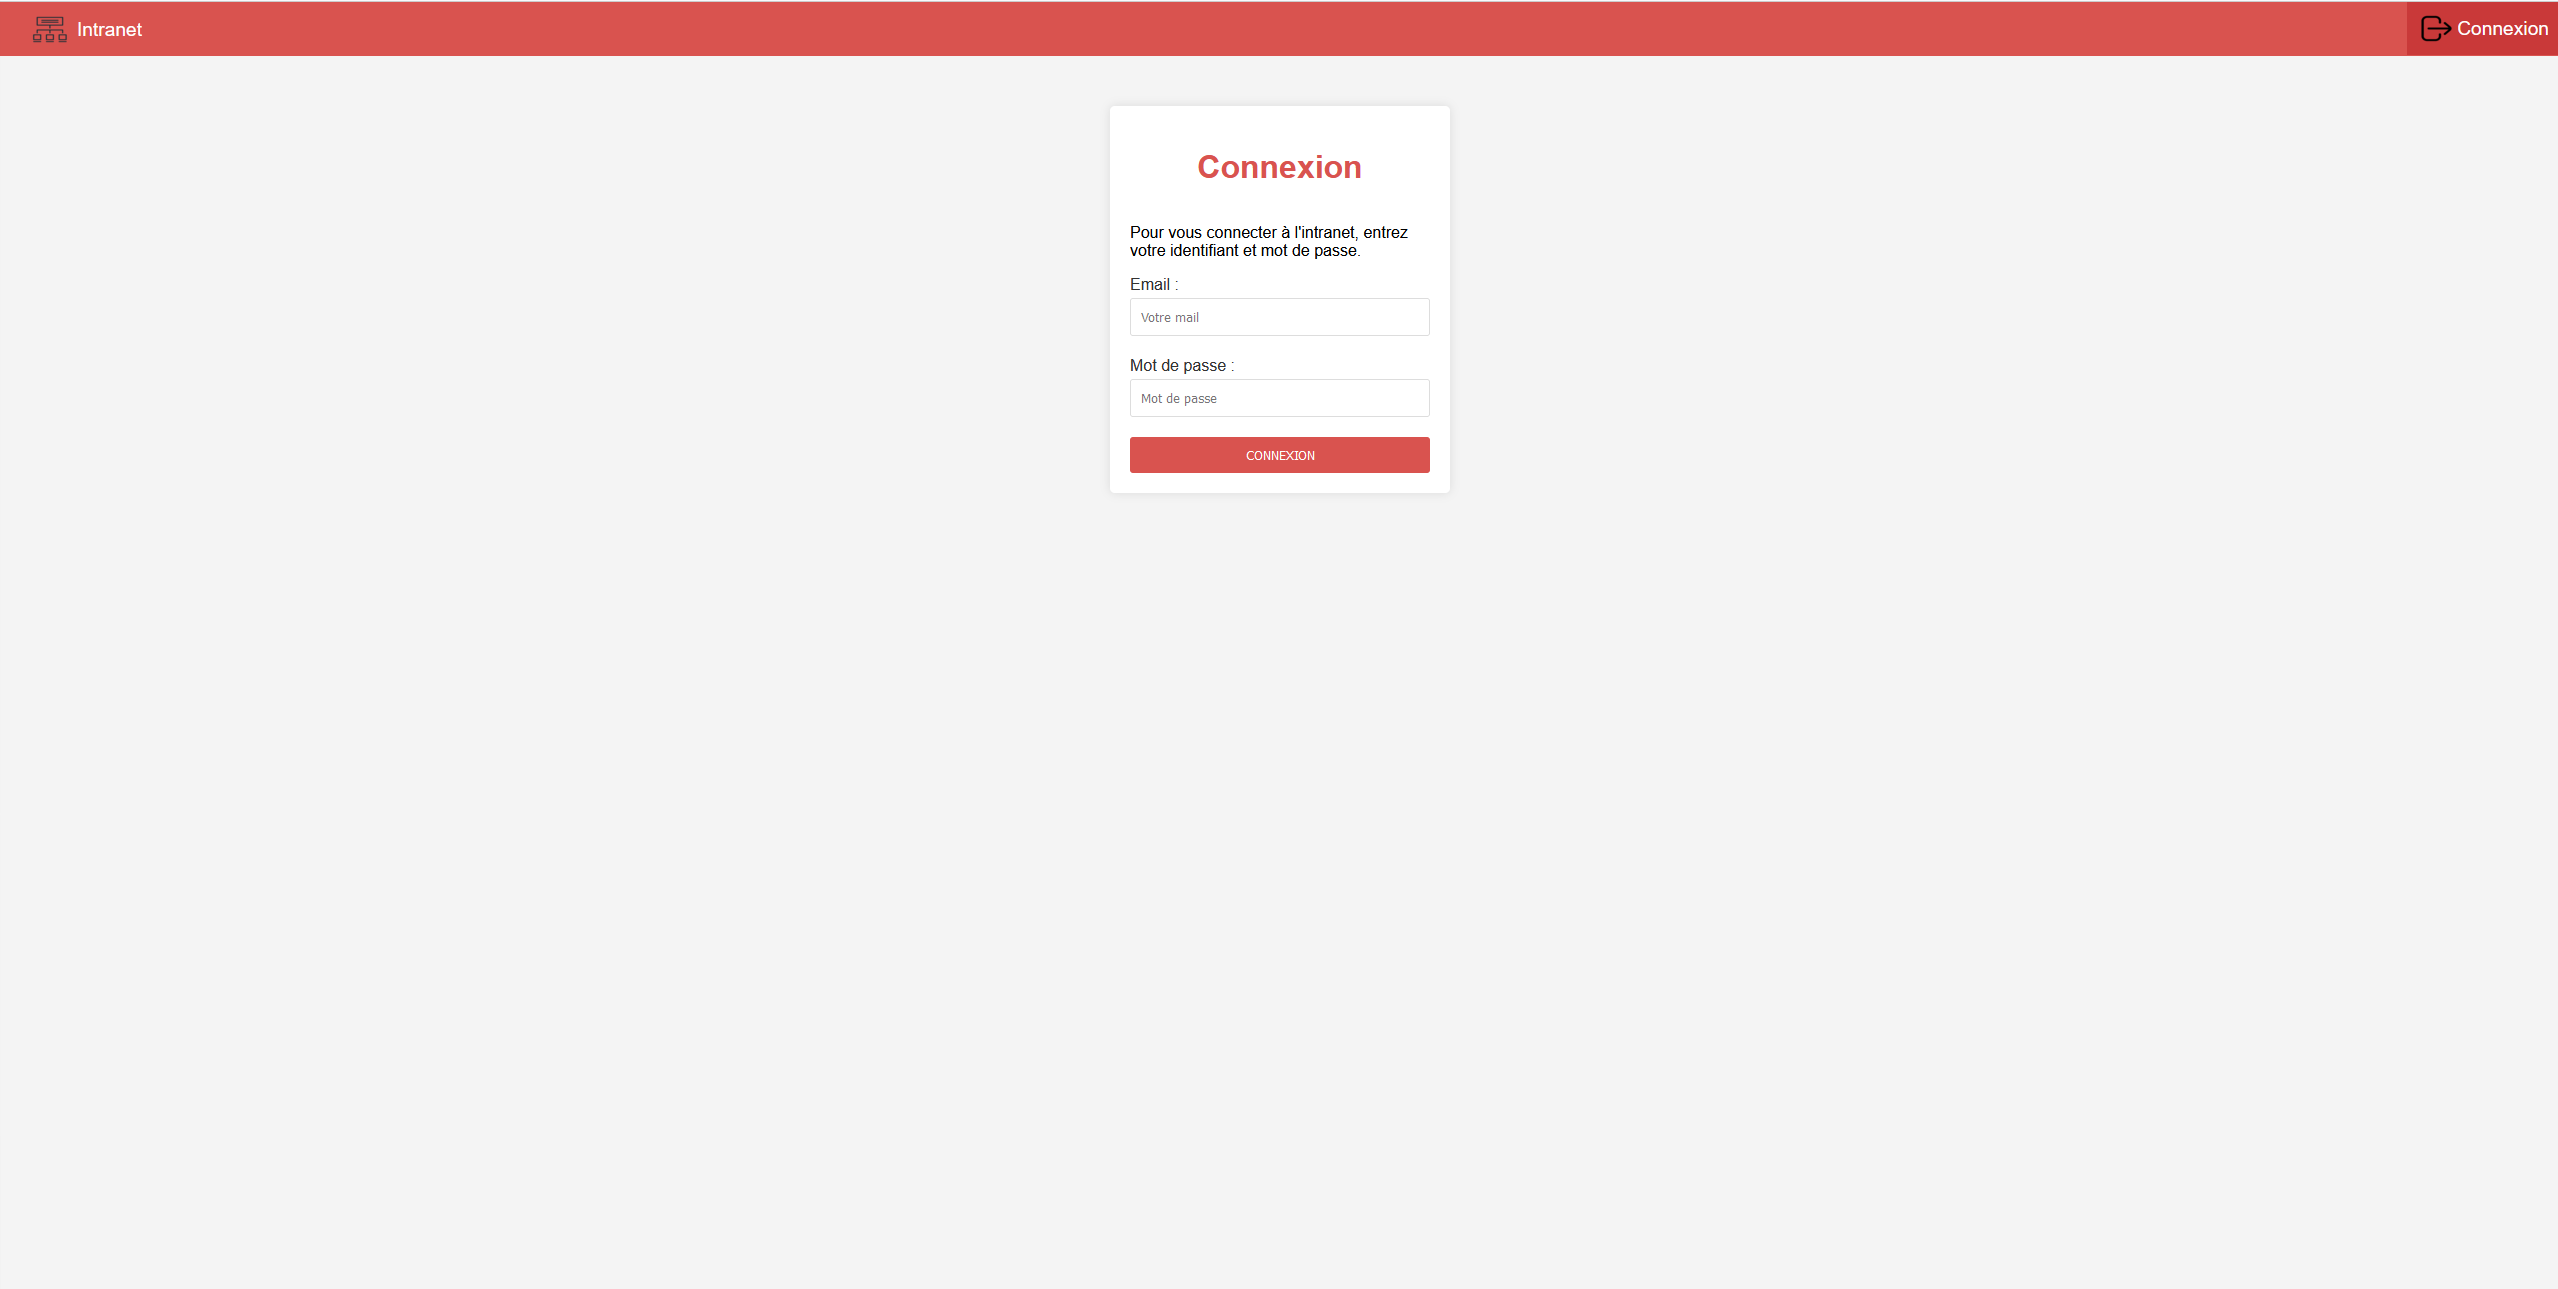 Intranet
Connexion
Connexion
Pour vous connecter à l'intranet, entrez
votre identifiant et mot de passe.
Email :
Votre mail
Mot de passe :
Mot de passe
CONNEXION